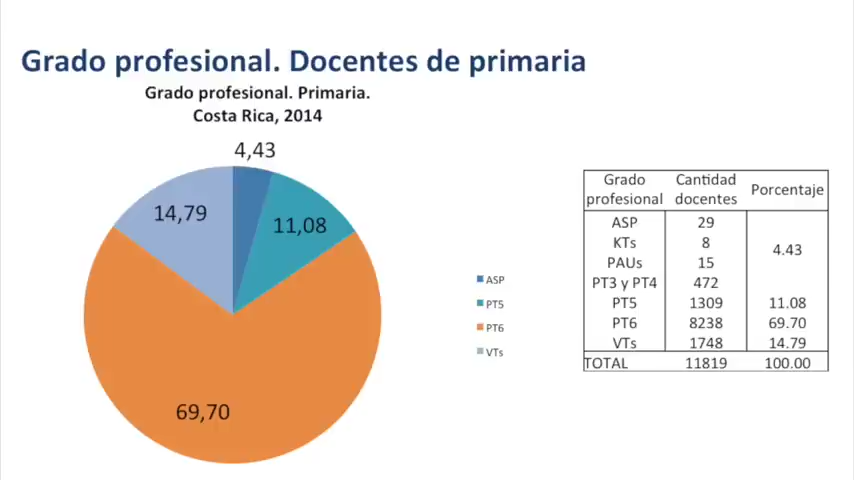 Grado profesional. Docentes de primaria
Grado profesional. Primaria.
Costa Rica, 2014
4,43
14,79
11,08
69,70
ASP
PT5
PT6
VTs
Grado profesional Cantidad docentes Porcentaje
ASP 29
KTs 8 4.43
PAUs 15
PT3 y PT4 472
PT5 1309 11.08
PT6 8238 69.70
VTs 1748 14.79
TOTAL 11819 100.00